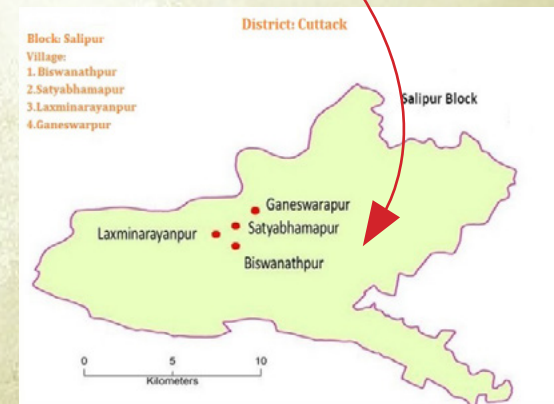 District: Cuttack
Block: Salipur
Village:
1. Biswanathpur
2.Satyabhamapur
3.Laxminarayanpur
4.Ganeswarpur
Salipur Block
Ganeswarapur
Satyabhamapur
Laxminarayanpur
Biswanathpur
0 5 10
Kilometers